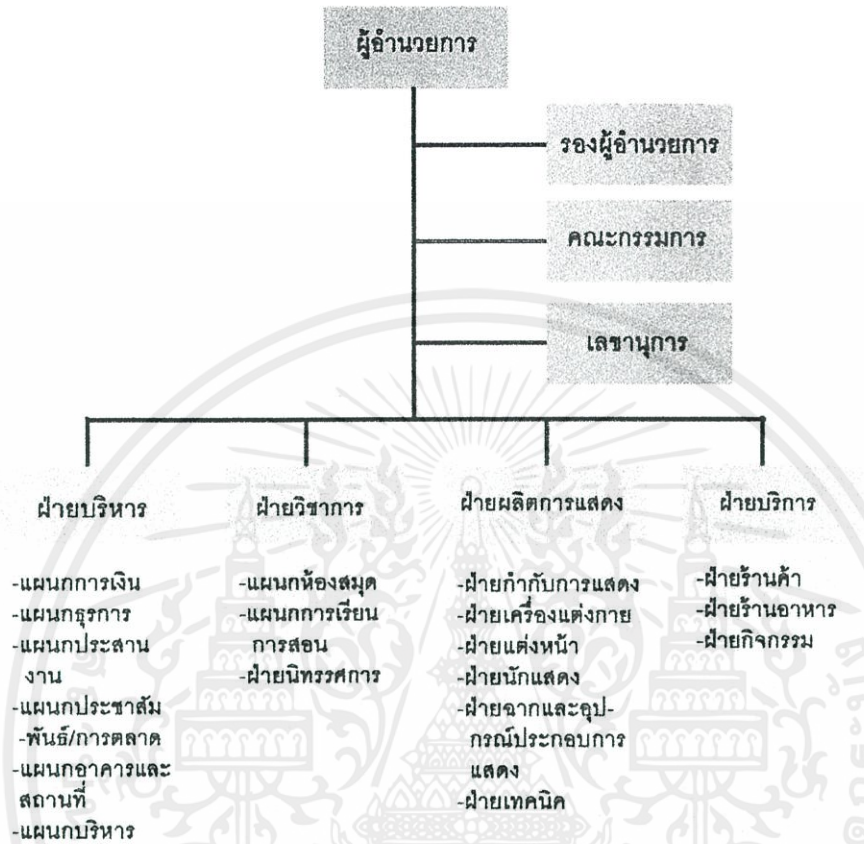 ผู้อำนวยการ
รองผู้อำนวยการ
คณะกรรมการ
เลขานุการ
ฝ่ายบริหาร
-แผนกการเงิน
-แผนกธุรการ
-แผนกประสาน
งาน
-แผนกประชาสัม
-พันธ์/การตลาด
-แผนกอาคารและ
สถานที่
-แผนกบริหาร
ฝ่ายวิชาการ
-แผนกห้องสมุด
-แผนกการเรียน
การสอน
-ฝ่ายนิทรรศการ
ฝ่ายผลิตการแสดง
-ฝ่ายกำกับการแสดง
-ฝ่ายเครื่องแต่งกาย
-ฝ่ายแต่งหน้า
-ฝ่ายนักแสดง
-ฝ่ายฉากและอุป-
กรณ์ประกอบการ
แสดง
-ฝ่ายเทคนิค
ฝ่ายบริการ
-ฝ่ายร้านค้า
-ฝ่ายร้านอาหาร
-ฝ่ายกิจกรรม